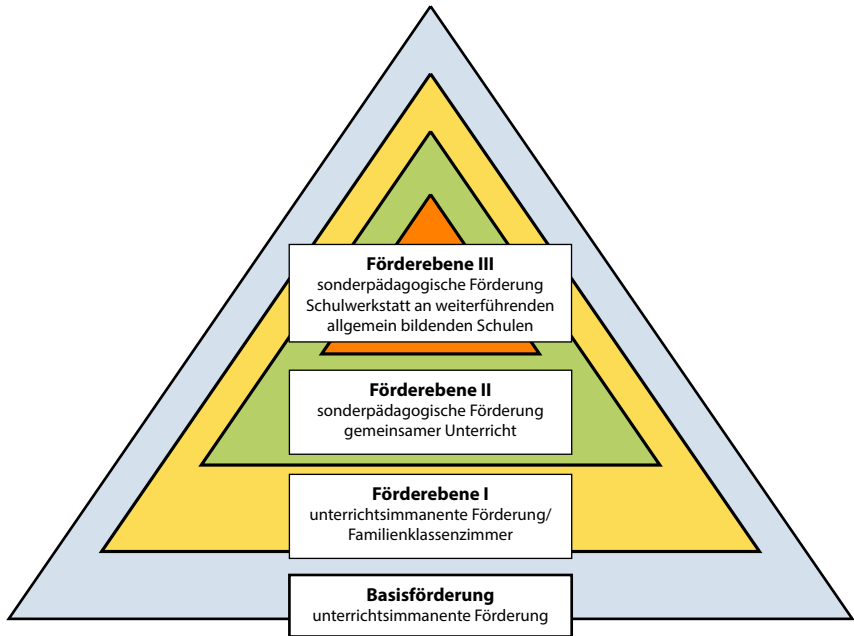 Förderebene III
sonderpädagogische Förderung
Schulwerkstatt an weiterführenden
allgemein bildenden Schulen
Förderebene II
sonderpädagogische Förderung
gemeinsamer Unterricht
Förderebene I
unterrichtsimmanente Förderung/
Familienklassenzimmer
Basisförderung
unterrichtsimmanente Förderung